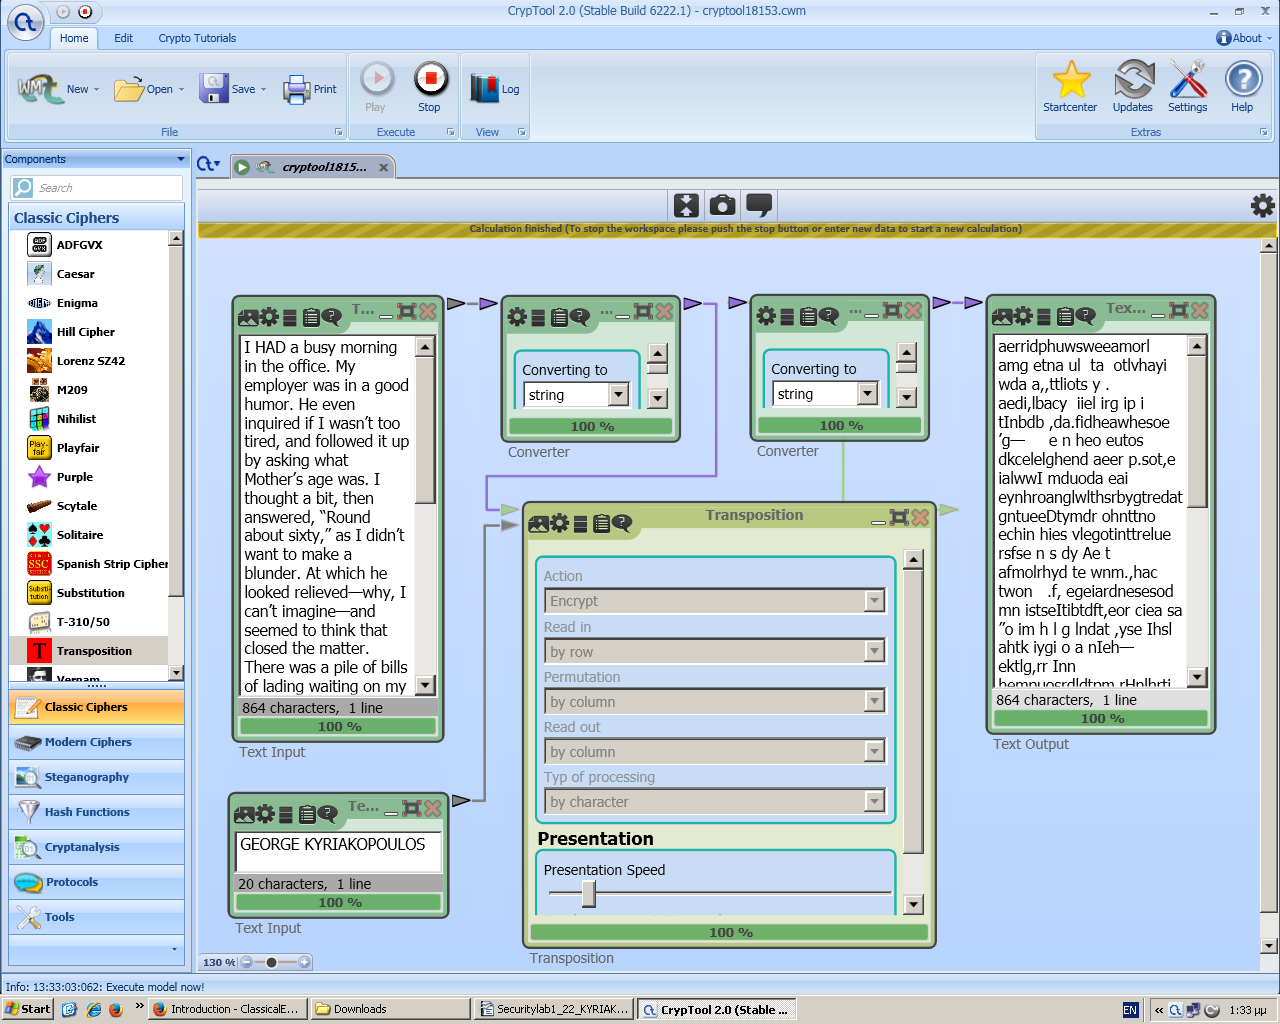 CrypTool 2.0 (Stable Build 6222.1) - cryptool18153.cwm
Home
Edit
Crypto Tutorials
About
New
Open
Save
Print
Play
Stop
Log
Startcenter
Updates
Settings
Help
File
Execute
View
Extras
Components
cryptool1815...
Search
Classic Ciphers
ADFGVX
Caesar
Enigma
Hill Cipher
Lorenz SZ42
M209
Nihilist
Playfair
Purple
Scytale
Solitaire
Spanish Strip Cipher
Substitution
T-310/50
Transposition
Vernam
Classic Ciphers
Modern Ciphers
Steganography
Hash Functions
Cryptanalysis
Protocols
Tools
Calculation finished (To stop the workspace please push the stop button or enter new data to start a new calculation)
T...
I HAD a busy morning
in the office. My
employer was in a good
humor. He even
inquired if I wasn’t too
tired, and followed it up
by asking what
Mother’s age was. I
thought a bit, then
answered, “Round
about sixty,” as I didn’t
want to make a
blunder. At which he
looked relieved—why, I
can’t imagine—and
seemed to think that
closed the matter.
There was a pile of bills
of lading waiting on my
864 characters,  1 line
100 %
Text Input
...
Converting to
string
100 %
Converter
...
Converting to
string
100 %
Converter
Tex...
aerridphuwsweeamorl
amg etna ul  ta  otlvhayi
wda a,,ttliots y .
aedi,lbacy  iiel irg ip i
tInbdb ,da.fidheawhesoe
’g—     e n heo eutos
dkcelelghend aeer p.sot,e
ialwwI mduoda eai
eynhroanglwlthsrbygtredat
gntueeDtymdr ohnttno
echin hies vlegotinttrelue
rsfse n s dy Ae t
afmolrhyd te wnm.,hac
twon   .f, egeiardnesesod
mn istseItibtdft,eor ciea sa
”o im h l g lndat ,yse Ihsl
ahtk iygi o a nIeh—
ektlg,rr Inn
bempuosrdldtpm rHnlhrti
864 characters,  1 line
100 %
Text Output
Te...
GEORGE KYRIAKOPOULOS
20 characters,  1 line
100 %
Text Input
Transposition
Action
Encrypt
Read in
by row
Permutation
by column
Read out
by column
Typ of processing
by character
Presentation
Presentation Speed
100 %
Transposition
130 %
Info: 13:33:03:062: Execute model now!
Start
Introduction - ClassicalE...
Downloads
Securitylab1_22_KYRIAK...
CrypTool 2.0 (Stable ...
EN
1:33 μμ